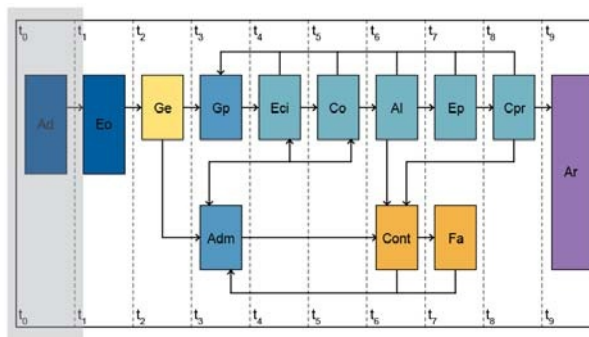 t0 t1 t2 t3 t4 t5 t6 t7 t8 t9
Ad Eo Ge Gp Eci Co Al Ep Cpr Ar
Adm Cont Fa
t0 t1 t2 t3 t4 t5 t6 t7 t8 t9